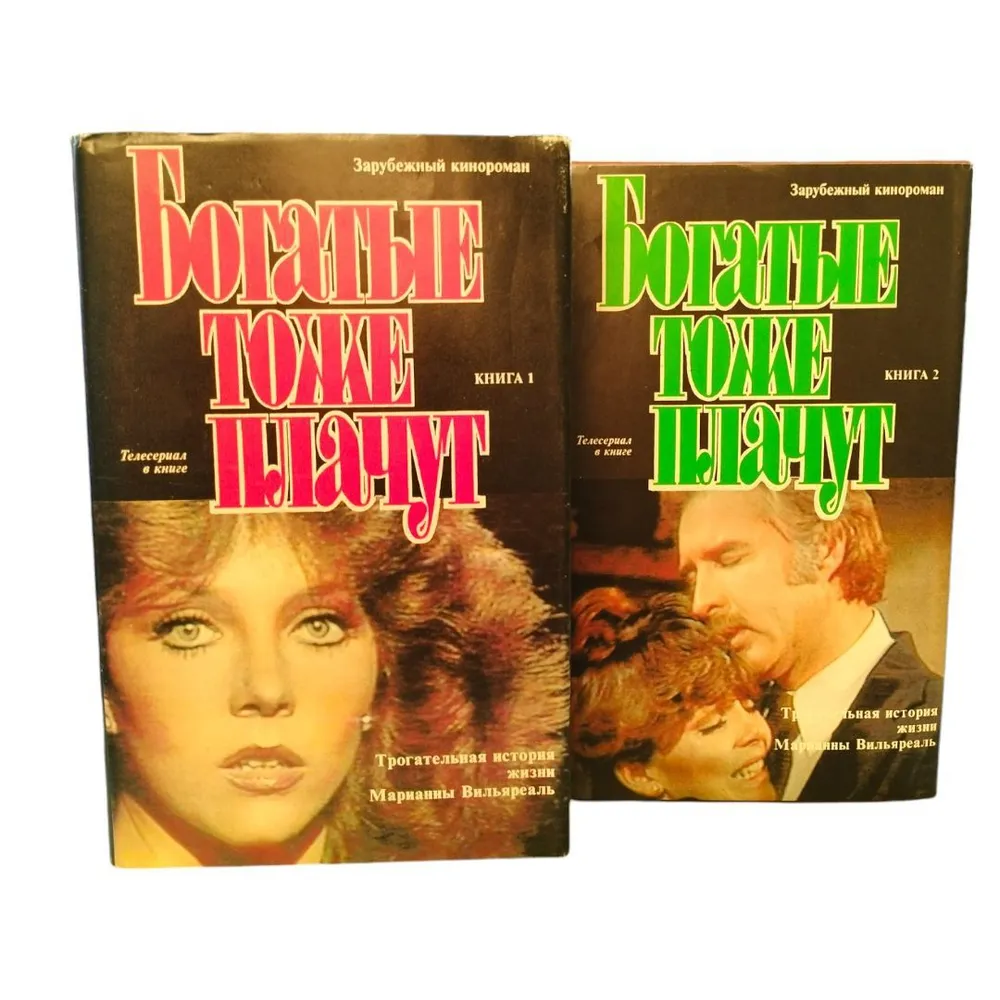 Зарубежный кинороман
Богатые
тоже
плачут
КНИГА 1
Телесериал
в книге
Трогательная история
жизни
Марианны Вильяреаль
Зарубежный кинороман
Богатые
тоже
плачут
КНИГА 2
Телесериал
в книге
история
жизни
Марианны Вильяреаль